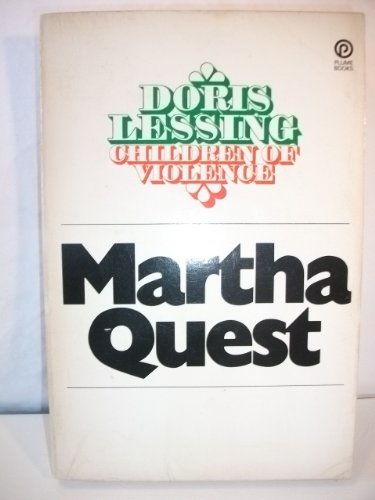 PLUME
BOOKS
DORIS
LESSING
CHILDREN OF
VIOLENCE
Martha
Quest